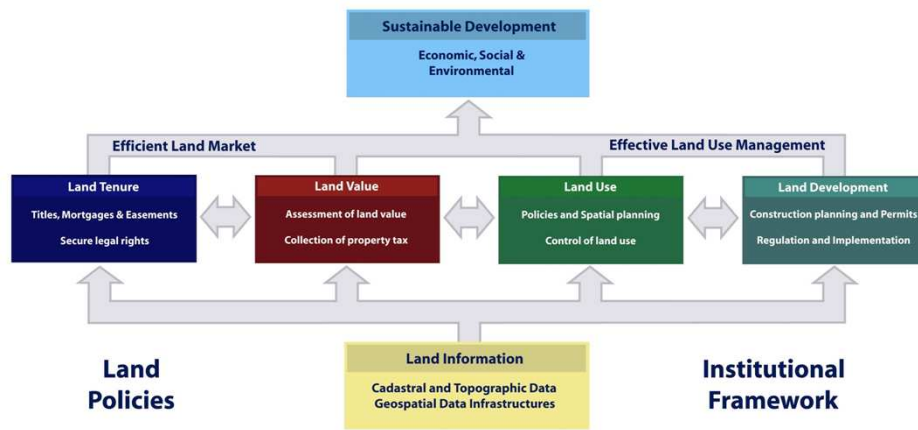 Sustainable Development
Economic, Social &
Environmental
Efficient Land Market
Effective Land Use Management
Land Tenure
Titles, Mortgages & Easements
Secure legal rights
Land Value
Assessment of land value
Collection of property tax
Land Use
Policies and Spatial planning
Control of land use
Land Development
Construction planning and Permits
Regulation and Implementation
Land
Policies
Land Information
Cadastral and Topographic Data
Geospatial Data Infrastructures
Institutional
Framework